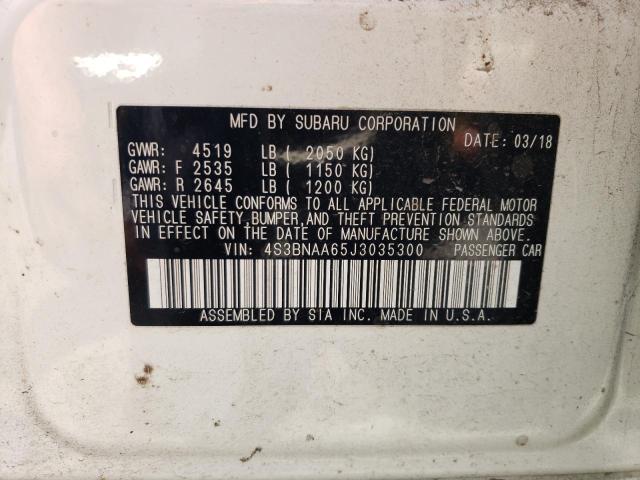 MFD BY SUBARU CORPORATION
DATE: 03/18
GVWR: 4519 LB ( 2050 KG)
GAWR: F 2535 LB ( 1150 KG)
GAWR: R 2645 LB ( 1200 KG)
THIS VEHICLE CONFORMS TO ALL APPLICABLE FEDERAL MOTOR
VEHICLE SAFETY,BUMPER,AND THEFT PREVENTION STANDARDS
IN EFFECT ON THE DATE OF MANUFACTURE SHOWN ABOVE.
VIN: 4S3BNAA65J3035300 PASSENGER CAR
ASSEMBLED BY SIA INC. MADE IN U.S.A.